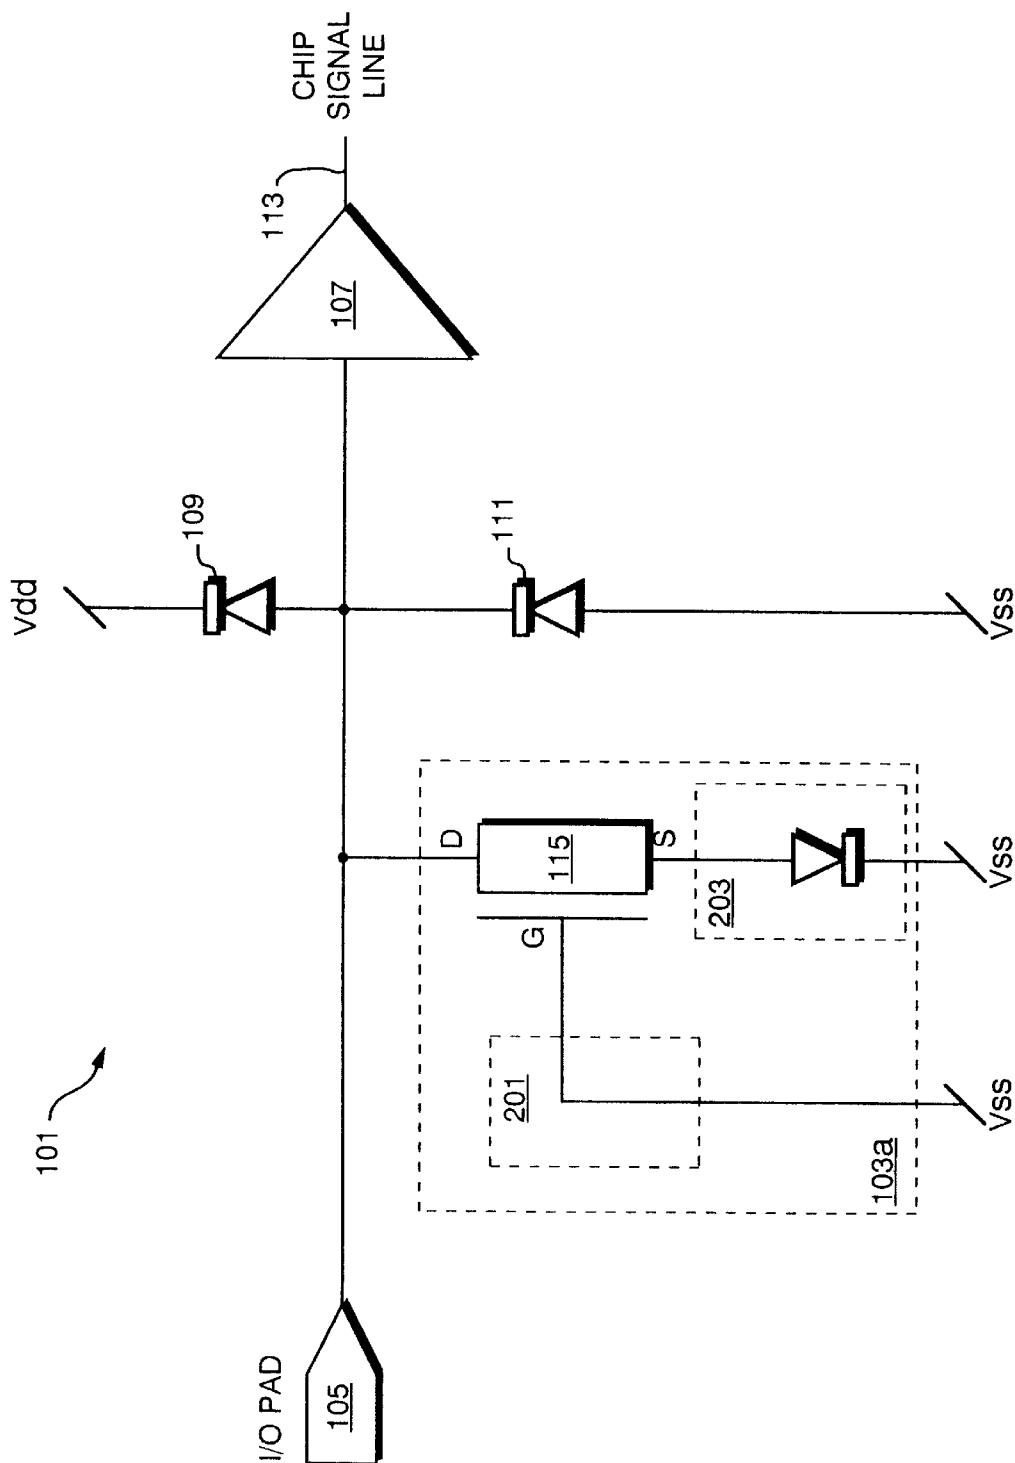 101
I/O PAD
105
Vdd
109
111
113
CHIP
SIGNAL
LINE
107
D
G
S
115
201
203
103a
Vss
Vss
Vss